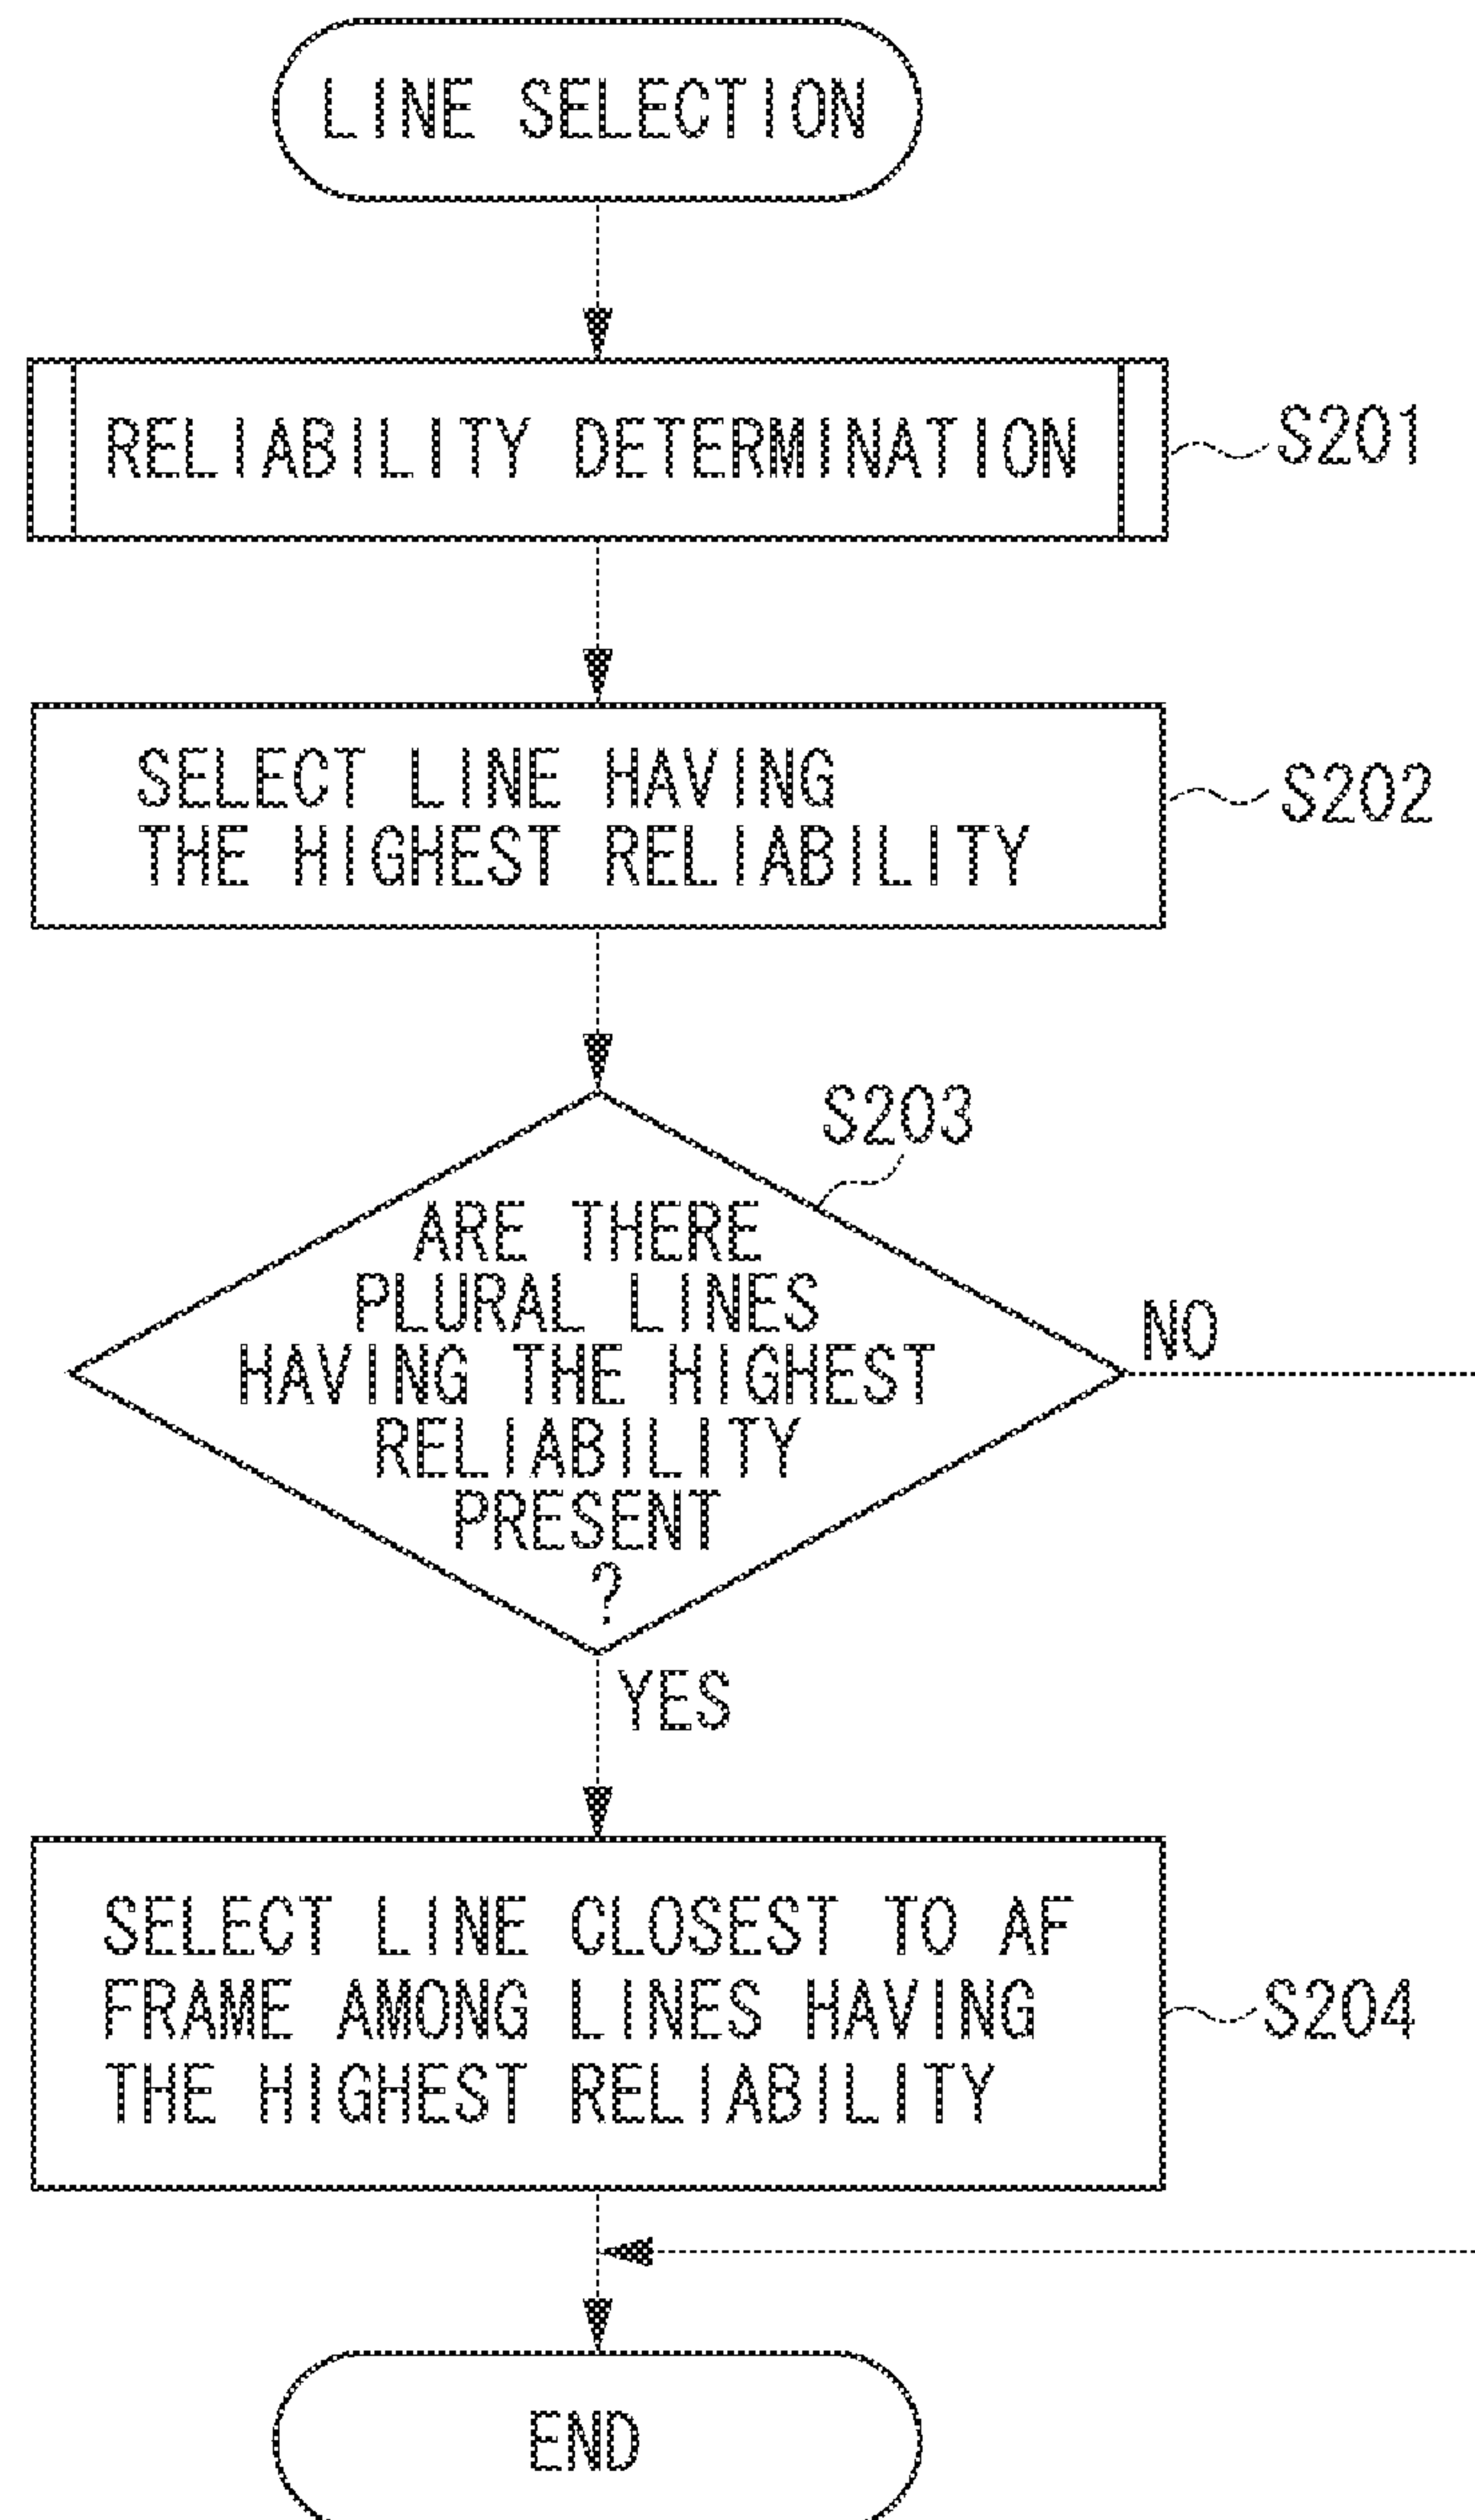 LINE SELECTION
RELIABILITY DETERMINATION
S201
SELECT LINE HAVING
THE HIGHEST RELIABILITY
S202
S203
ARE THERE
PLURAL LINES
HAVING THE HIGHEST
RELIABILITY
PRESENT
?
NO
YES
SELECT LINE CLOSEST TO AF
FRAME AMONG LINES HAVING
THE HIGHEST RELIABILITY
S204
END